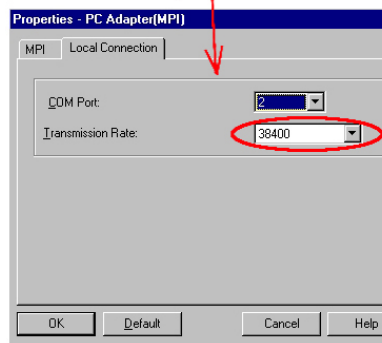 Properties - PC Adapter(MPI)
MPI Local Connection
COM Port: 2
Transmission Rate: 38400
OK Default Cancel Help